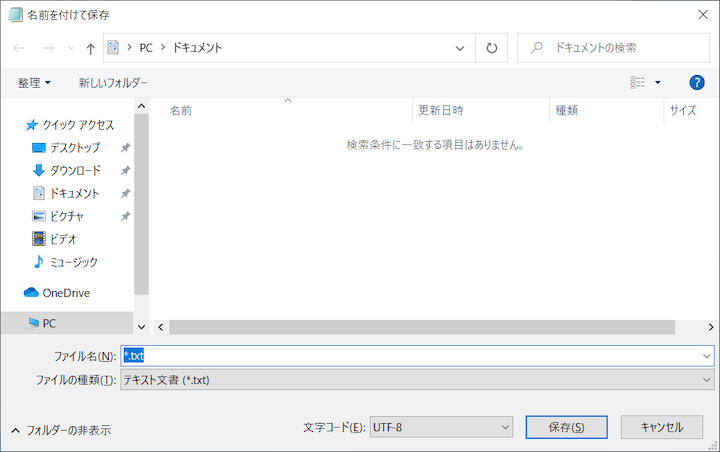 名前を付けて保存
PC ドキュメント ドキュメントの検索
整理 新しいフォルダー
名前 更新日時 種類 サイズ
検索条件に一致する項目はありません。
クイック アクセス
デスクトップ
ダウンロード
ドキュメント
ピクチャ
ビデオ
ミュージック
OneDrive
PC
ファイル名(N): *.txt
ファイルの種類(T): テキスト文書 (*.txt)
フォルダーの非表示 文字コード(E): UTF-8 保存(S) キャンセル